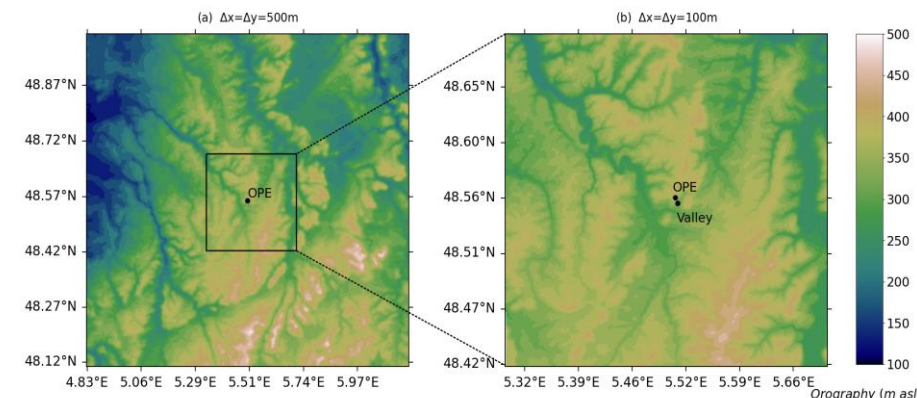 (a) Δx=Δy=500m
48.87°N
48.72°N
48.57°N
48.42°N
48.27°N
48.12°N
4.83°E 5.06°E 5.29°E 5.51°E 5.74°E 5.97°E
OPE
(b) Δx=Δy=100m
48.65°N
48.60°N
48.56°N
48.51°N
48.47°N
48.42°N
5.32°E 5.39°E 5.46°E 5.52°E 5.59°E 5.66°E
OPE
Valley
500
450
400
350
300
250
200
150
100
Orography (m asl